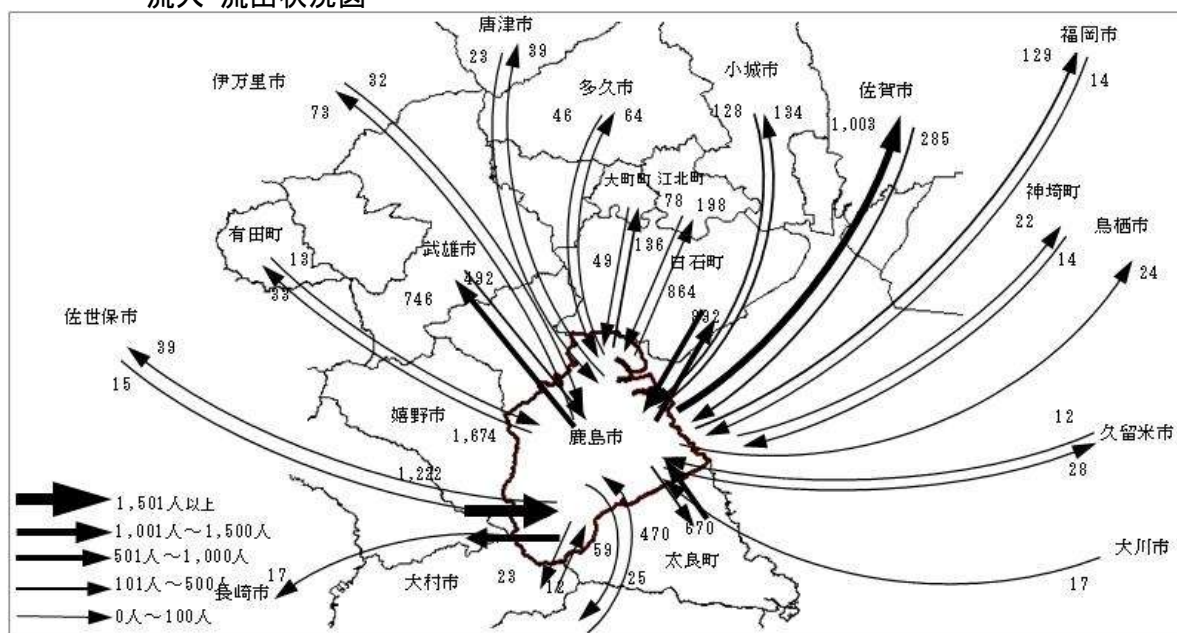 流入・流出状況図
唐津市
23
39
福岡市
129
14
伊万里市
32
73
多久市
46
64
小城市
128
134
佐賀市
1,003
285
大町町
江北町
78
198
神埼町
22
14
鳥栖市
24
有田町
13
33
武雄市
492
746
49
136
白石町
864
892
佐世保市
39
15
嬉野市
1,674
1,222
鹿島市
12
久留米市
28
1,501人以上
1,001人～1,500人
501人～1,000人
101人～500人
0人～100人
長崎市
17
大村市
23
12
59
25
470
670
太良町
大川市
17